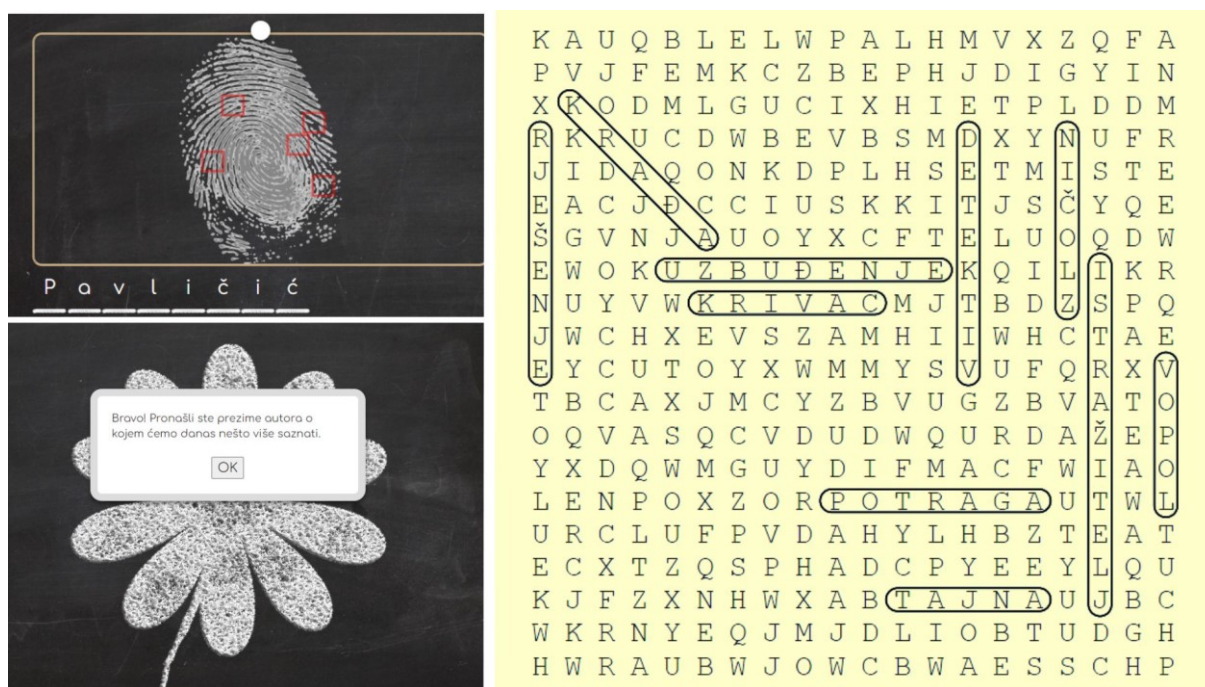 P a v l i č i ć
Bravo! Pronašli ste prezime autora o
kojem ćemo danas nešto više saznati.
OK
K A U Q B L E L W P A L H M V X Z Q F A
P V J F E M K C Z B E P H J D I G Y I N
X K O D M L G U C I X H I E T P L D D M
R K R U C D W B E V B S M D X Y N U F R
J I D A Q O N K D P L H S E T M I S T E
E A C J Đ C C I U S K K I T J S Č Y Q E
Š G V N J A U O Y X C F T E L U O Q D W
E W O K U Z B U Đ E N J E K Q I L I K R
N U Y V W K R I V A C M J T B D Z S P Q
J W C H X E V S Z A M H I I W H C T A E
E Y C U T O Y X W M M Y S V U F Q R X V
T B C A X J M C Y Z B V U G Z B V A T O
O Q V A S Q C V D U D W Q U R D A Ž E P
Y X D Q W M G U Y D I F M A C F W I A O
L E N P O X Z O R P O T R A G A U T W L
U R C L U F P V D A H Y L H B Z T E A T
E C X T Z Q S P H A D C P Y E E Y L Q U
K J F Z X N H W X A B T A J N A U J B C
W K R N Y E Q J M J D L I O B T U D G H
H W R A U B W J O W C B W A E S S C H P